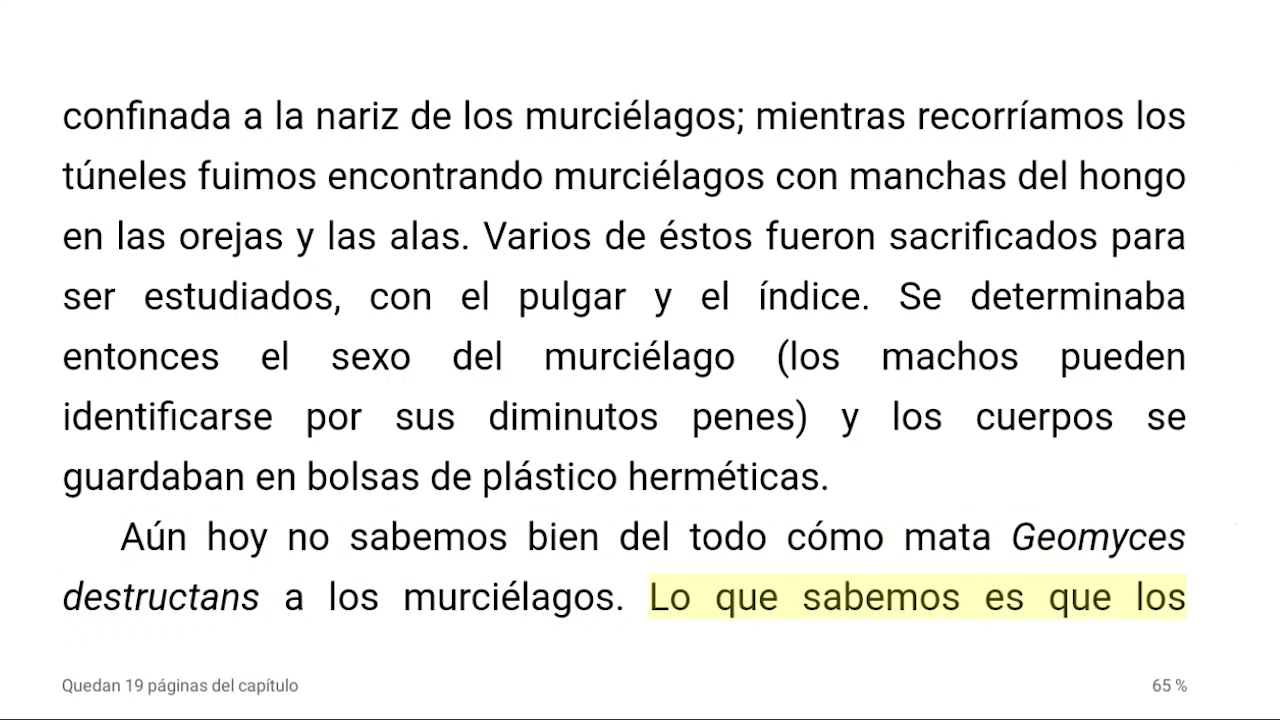 confinada a la nariz de los murciélagos; mientras recorríamos los
túneles fuimos encontrando murciélagos con manchas del hongo
en las orejas y las alas. Varios de éstos fueron sacrificados para
ser estudiados, con el pulgar y el índice. Se determinaba
entonces el sexo del murciélago (los machos pueden
identificarse por sus diminutos penes) y los cuerpos se
guardaban en bolsas de plástico herméticas.
Aún hoy no sabemos bien del todo cómo mata Geomyces
destructans a los murciélagos. Lo que sabemos es que los
Quedan 19 páginas del capítulo
65 %